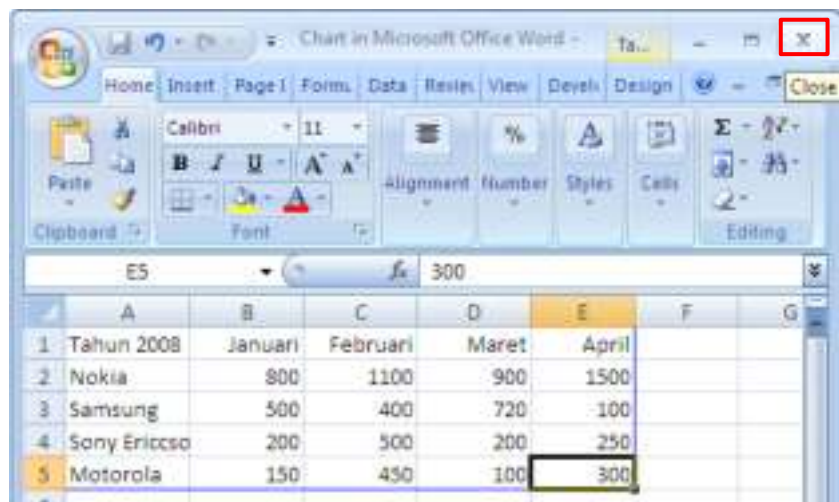 Chart in Microsoft Office Word - Ta...
Home Insert Page l Formu Data Review View Develo Design
Close
Paste
Calibri 11
B I U A A
Alignment Number Styles Cells
Clipboard Font Editing
E5 fx 300
A B C D E F G
1 Tahun 2008 Januari Februari Maret April
2 Nokia 800 1100 900 1500
3 Samsung 500 400 720 100
4 Sony Ericcso 200 500 200 250
5 Motorola 150 450 100 300